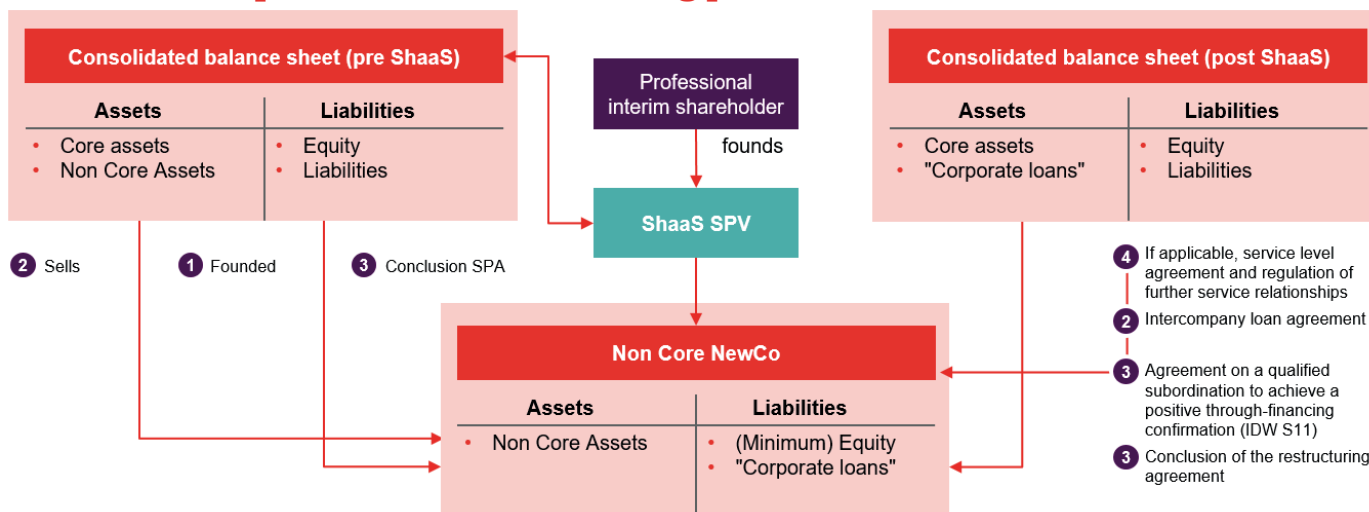 Consolidated balance sheet (pre ShaaS)
Assets
Liabilities
• Core assets
• Non Core Assets
• Equity
• Liabilities
Professional
interim shareholder
founds
ShaaS SPV
Consolidated balance sheet (post ShaaS)
Assets
Liabilities
• Core assets
• "Corporate loans"
• Equity
• Liabilities
2 Sells
1 Founded
3 Conclusion SPA
4 If applicable, service level
agreement and regulation of
further service relationships
2 Intercompany loan agreement
3 Agreement on a qualified
subordination to achieve a
positive through-financing
confirmation (IDW S11)
3 Conclusion of the restructuring
agreement
Non Core NewCo
Assets
Liabilities
• Non Core Assets
• (Minimum) Equity
• "Corporate loans"